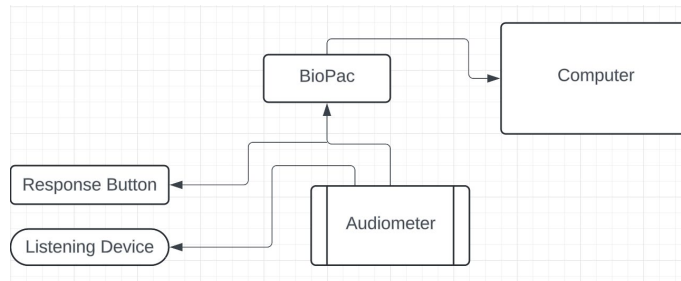 BioPac
Computer
Response Button
Audiometer
Listening Device